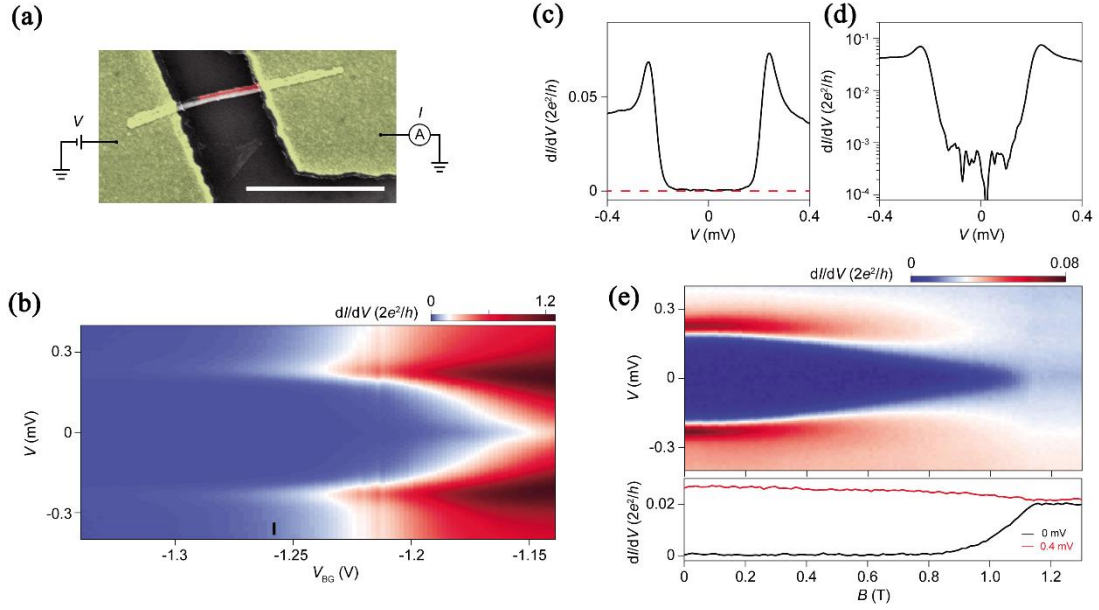 (a)
V
I
A
(b)
dI/dV (2e²/h)
0
1.2
V (mV)
0.3
0
-0.3
-1.3
-1.25
-1.2
-1.15
V_BG (V)
(c)
dI/dV (2e²/h)
0.05
0
-0.4
0
0.4
V (mV)
(d)
dI/dV (2e²/h)
10⁻¹
10⁻²
10⁻³
10⁻⁴
-0.4
0
0.4
V (mV)
(e)
dI/dV (2e²/h)
0
0.08
V (mV)
0.3
0
-0.3
dI/dV (2e²/h)
0.02
0
0 mV
0.4 mV
0
0.2
0.4
0.6
0.8
1.0
1.2
B (T)